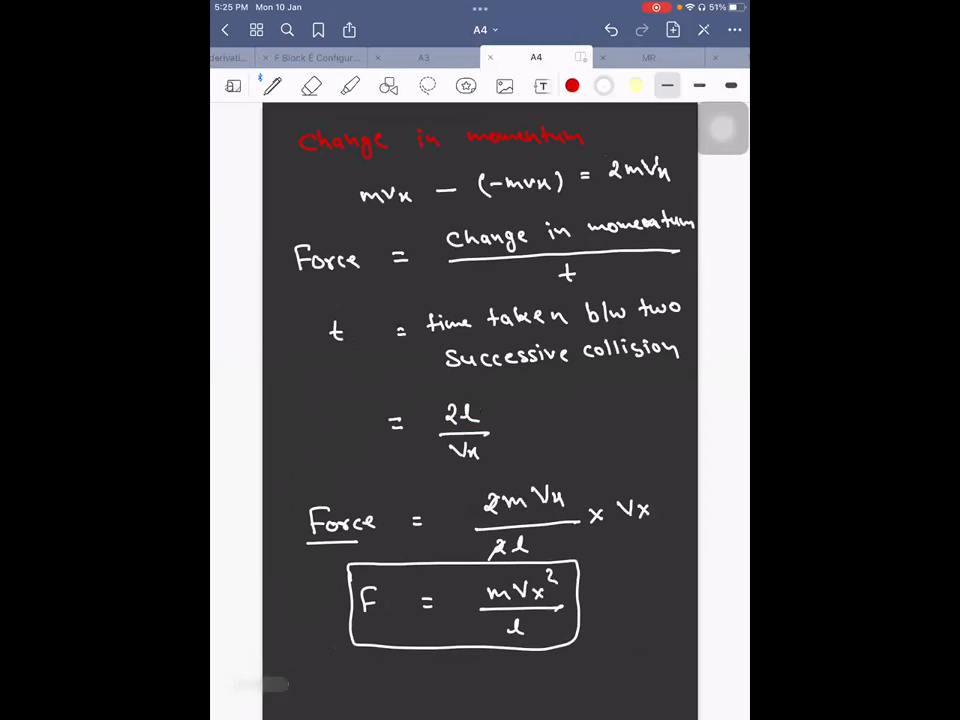 5:25 PM Mon 10 Jan
51%
A4
derivati...
F Block E Configur...
A3
A4
MR
T
Change in momentum
mVx - (-mvx) = 2mVx
Force = Change in momentum
t
t = time taken b/w two
Successive collision
= 2l
Vx
Force = 2mVx x Vx
2l
F = mVx²
l